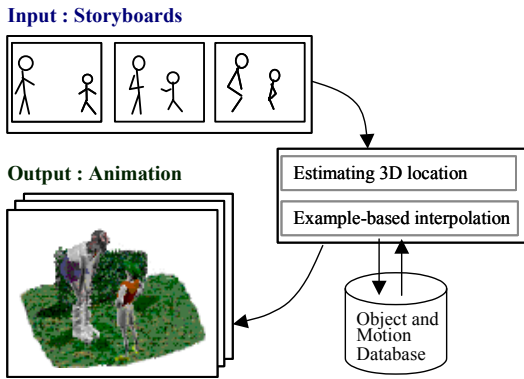 Input : Storyboards
Estimating 3D location
Output : Animation
Example-based interpolation
Object and
Motion
Database